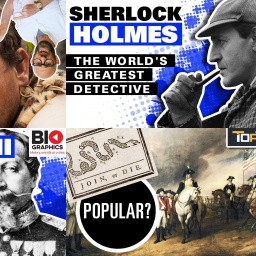 SHERLOCK
HOLMES
THE WORLD'S
GREATEST
DETECTIVE
BIO
GRAPHICS
JOIN, or DIE.
POPULAR?